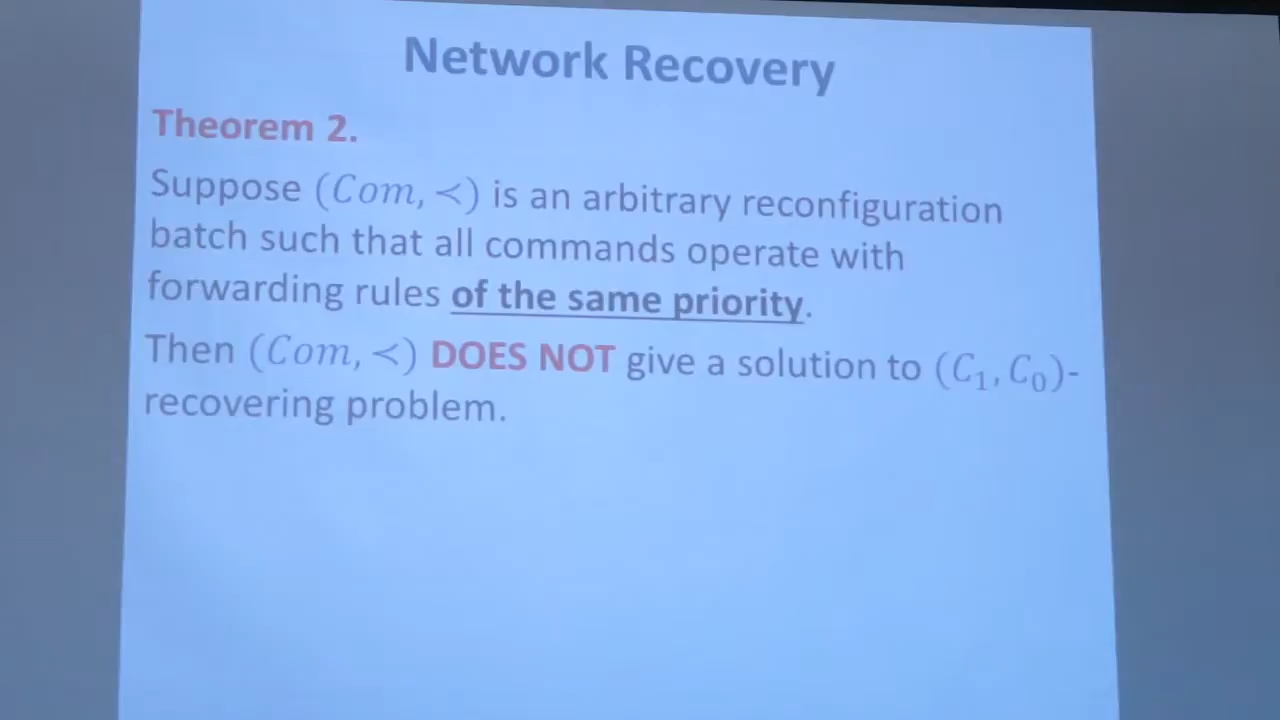 Network Recovery
Theorem 2.
Suppose (Com, ≺) is an arbitrary reconfiguration
batch such that all commands operate with
forwarding rules of the same priority.
Then (Com, ≺) DOES NOT give a solution to (C₁, C₀)-
recovering problem.